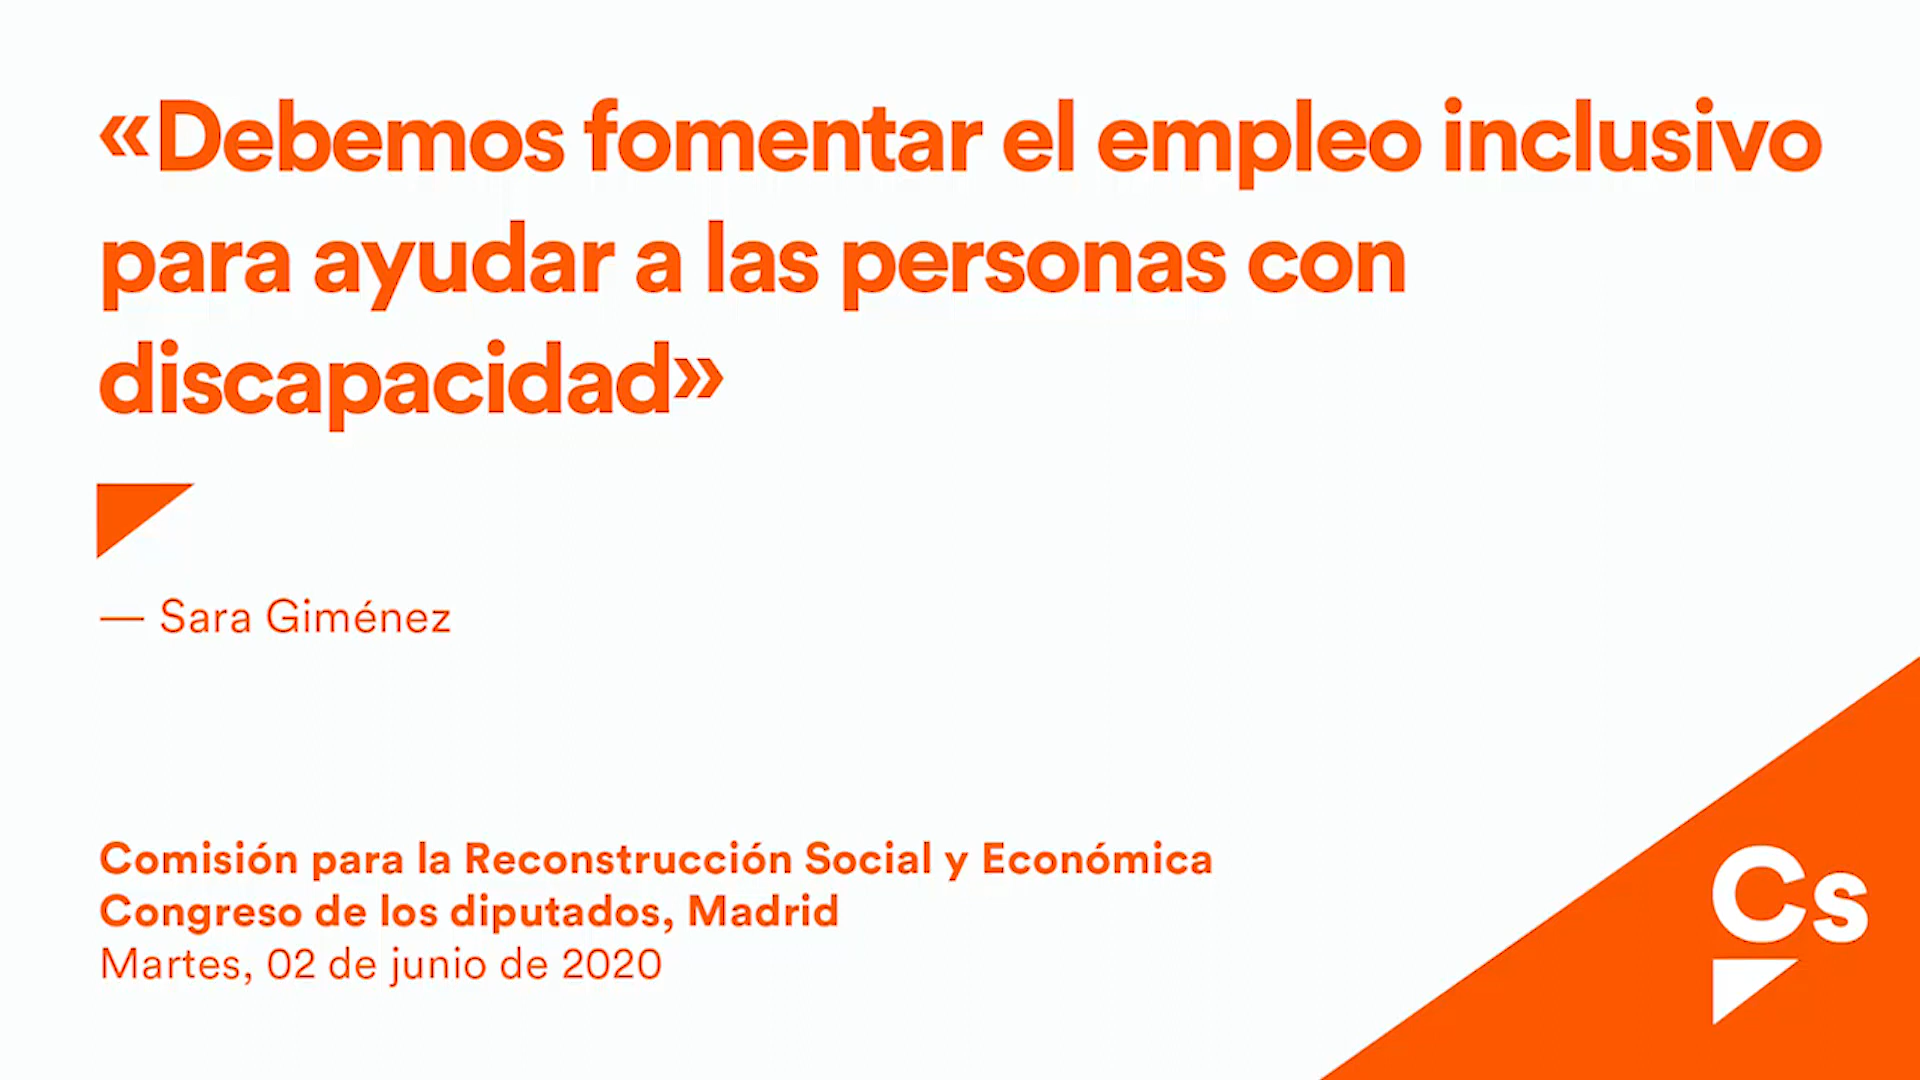 «Debemos fomentar el empleo inclusivo
para ayudar a las personas con
discapacidad»
— Sara Giménez
Comisión para la Reconstrucción Social y Económica
Congreso de los diputados, Madrid
Martes, 02 de junio de 2020
Cs